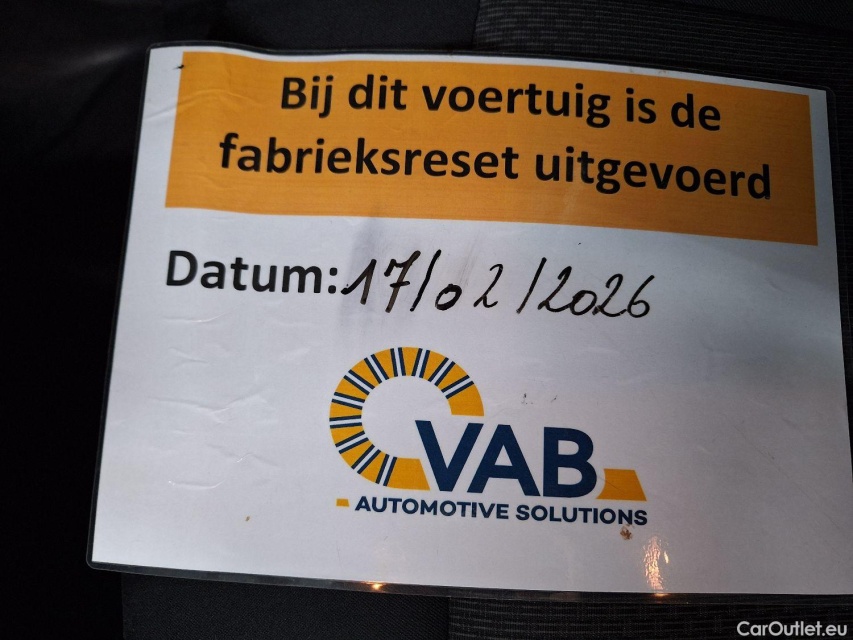 Bij dit voertuig is de
fabrieksreset uitgevoerd
Datum: 17/02/2026
VAB
AUTOMOTIVE SOLUTIONS
CarOutlet.eu